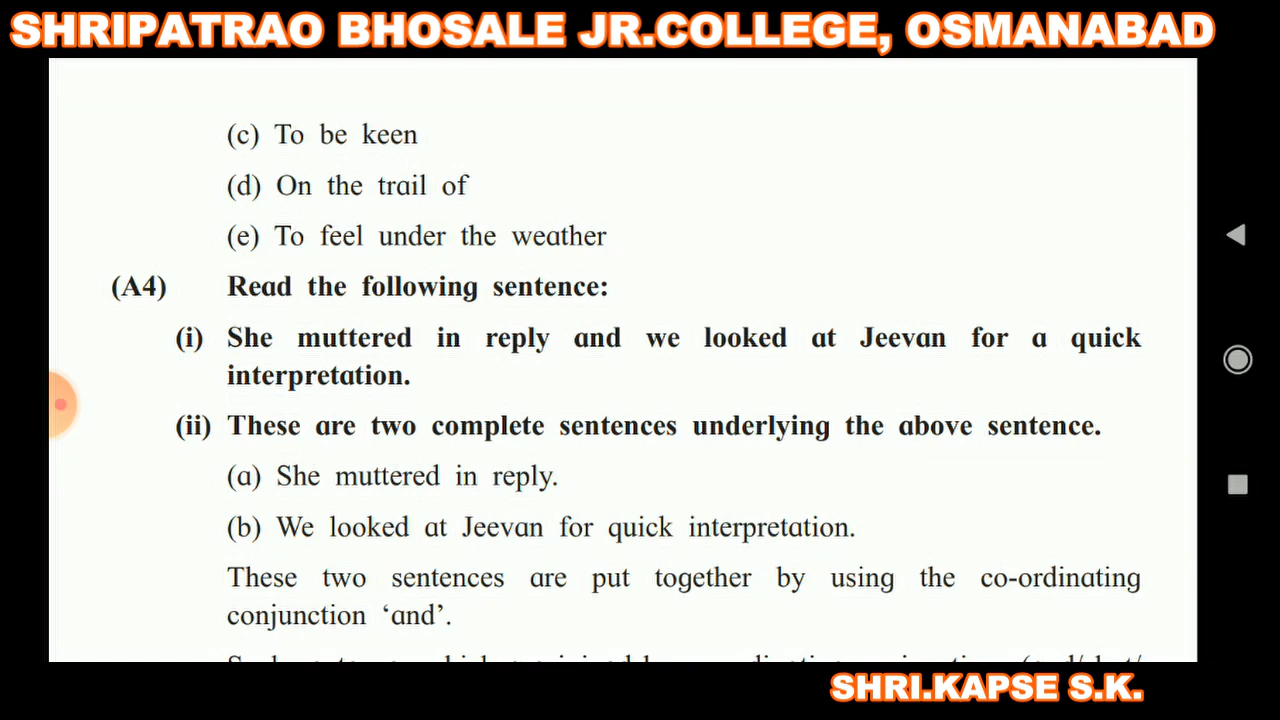 SHRIPATRAO BHOSALE JR.COLLEGE, OSMANABAD
(c) To be keen
(d) On the trail of
(e) To feel under the weather
(A4) Read the following sentence:
(i) She muttered in reply and we looked at Jeevan for a quick
interpretation.
(ii) These are two complete sentences underlying the above sentence.
(a) She muttered in reply.
(b) We looked at Jeevan for quick interpretation.
These two sentences are put together by using the co-ordinating
conjunction ‘and’.
SHRI.KAPSE S.K.